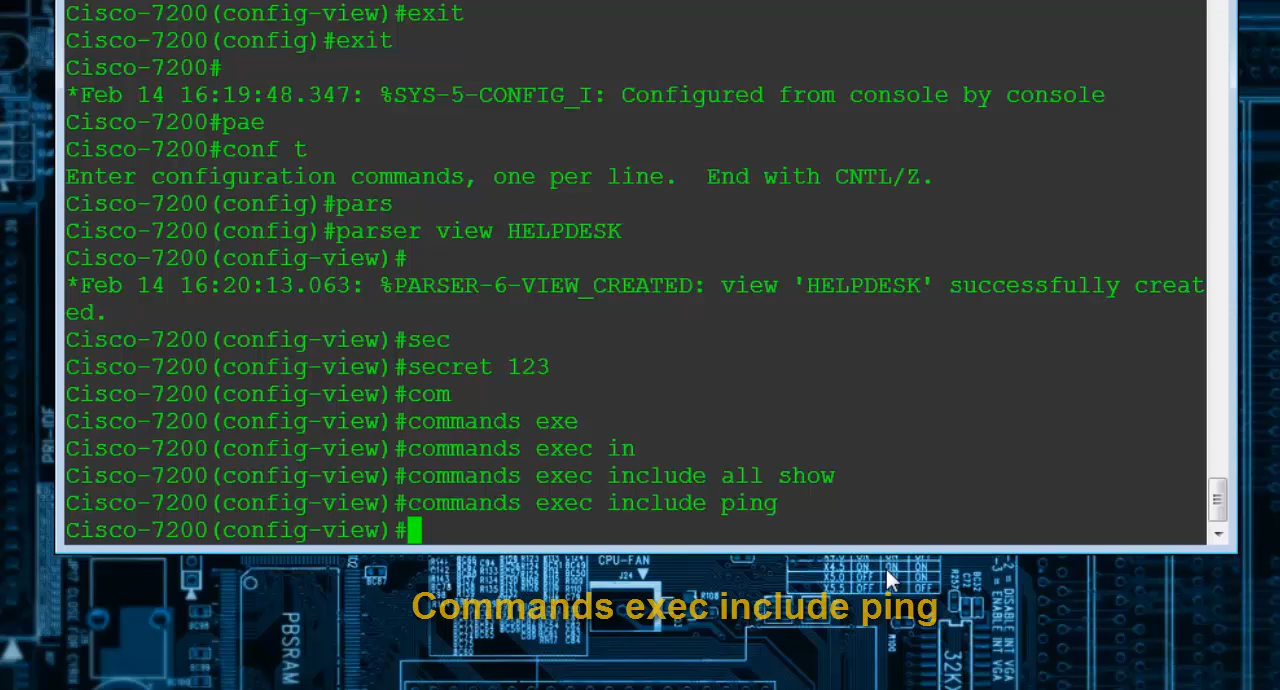 Cisco-7200(config-view)#exit
Cisco-7200(config)#exit
Cisco-7200#
*Feb 14 16:19:48.347: %SYS-5-CONFIG_I: Configured from console by console
Cisco-7200#pae
Cisco-7200#conf t
Enter configuration commands, one per line.  End with CNTL/Z.
Cisco-7200(config)#pars
Cisco-7200(config)#parser view HELPDESK
Cisco-7200(config-view)#
*Feb 14 16:20:13.063: %PARSER-6-VIEW_CREATED: view 'HELPDESK' successfully creat
ed.
Cisco-7200(config-view)#sec
Cisco-7200(config-view)#secret 123
Cisco-7200(config-view)#com
Cisco-7200(config-view)#commands exe
Cisco-7200(config-view)#commands exec in
Cisco-7200(config-view)#commands exec include all show
Cisco-7200(config-view)#commands exec include ping
Cisco-7200(config-view)#
CPU-FAN
J24
Commands exec include ping
PBSRAM
32K